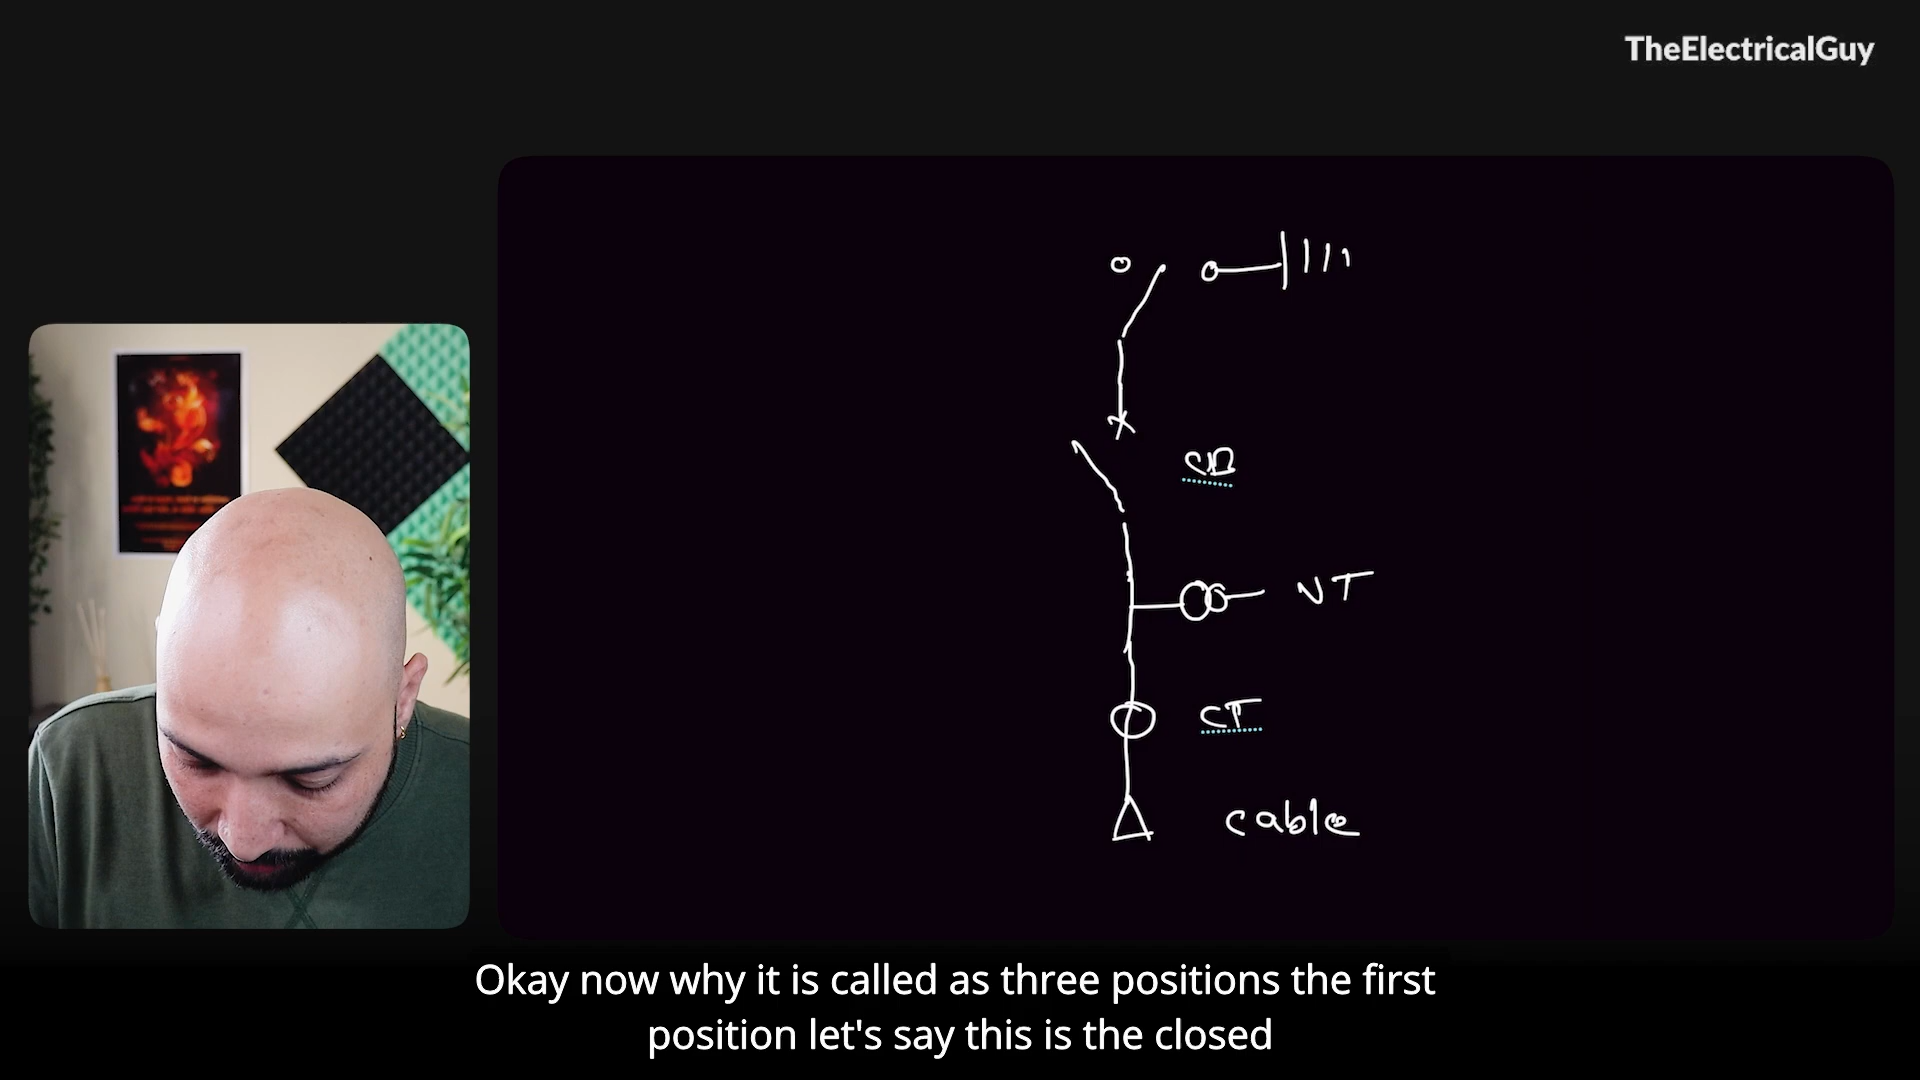 TheElectricalGuy
CB
VT
CT
cable
Okay now why it is called as three positions the first
position let's say this is the closed